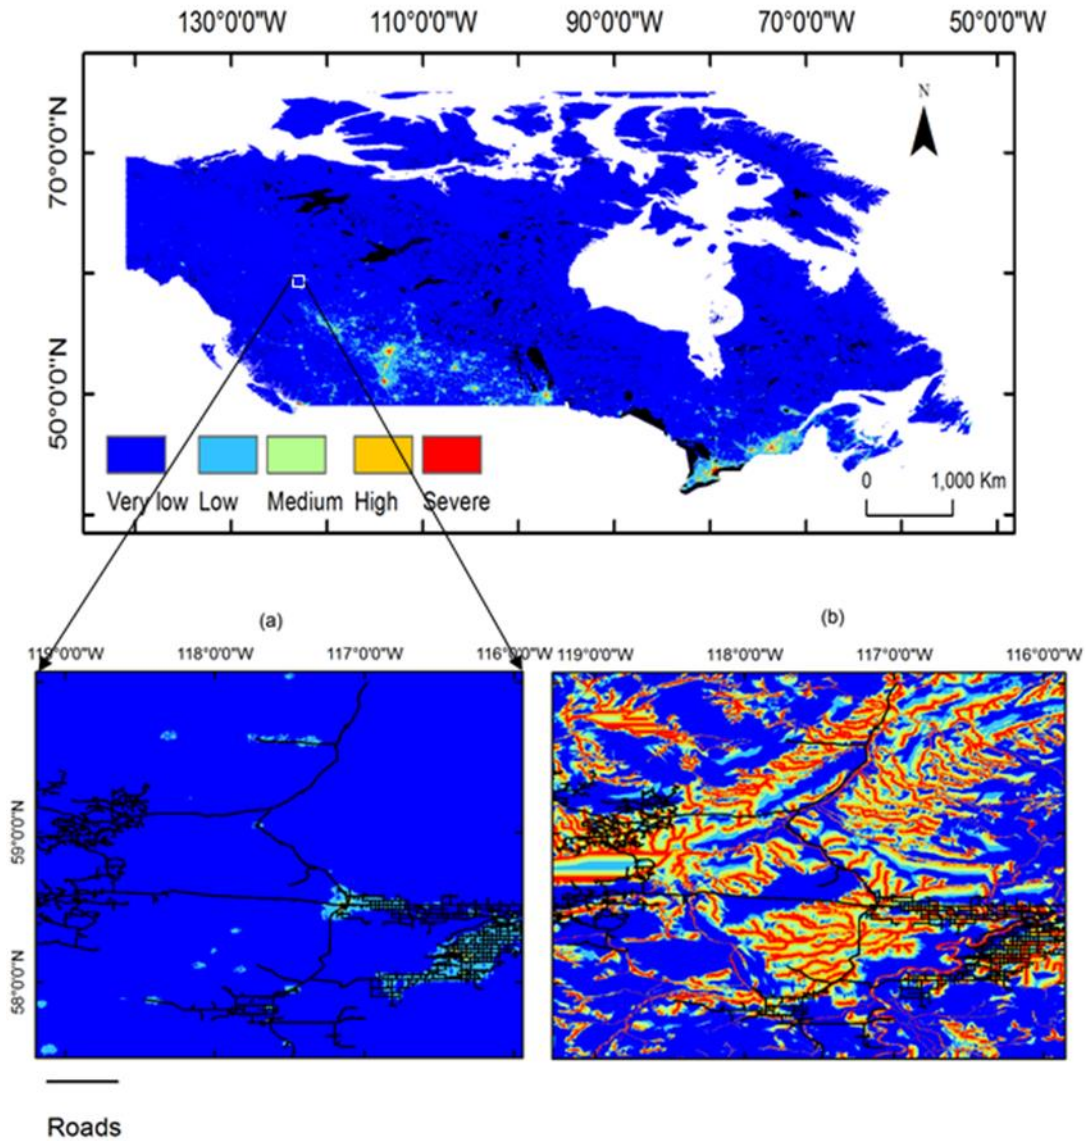 130°0'0"W 110°0'0"W 90°0'0"W 70°0'0"W 50°0'0"W
N
70°0'0"N
50°0'0"N
0 1,000 Km
Very low Low Medium High Severe
(a) (b)
119°0'0"W 118°0'0"W 117°0'0"W 116°0'0"W 119°0'0"W 118°0'0"W 117°0'0"W 116°0'0"W
59°0'0"N
58°0'0"N
Roads